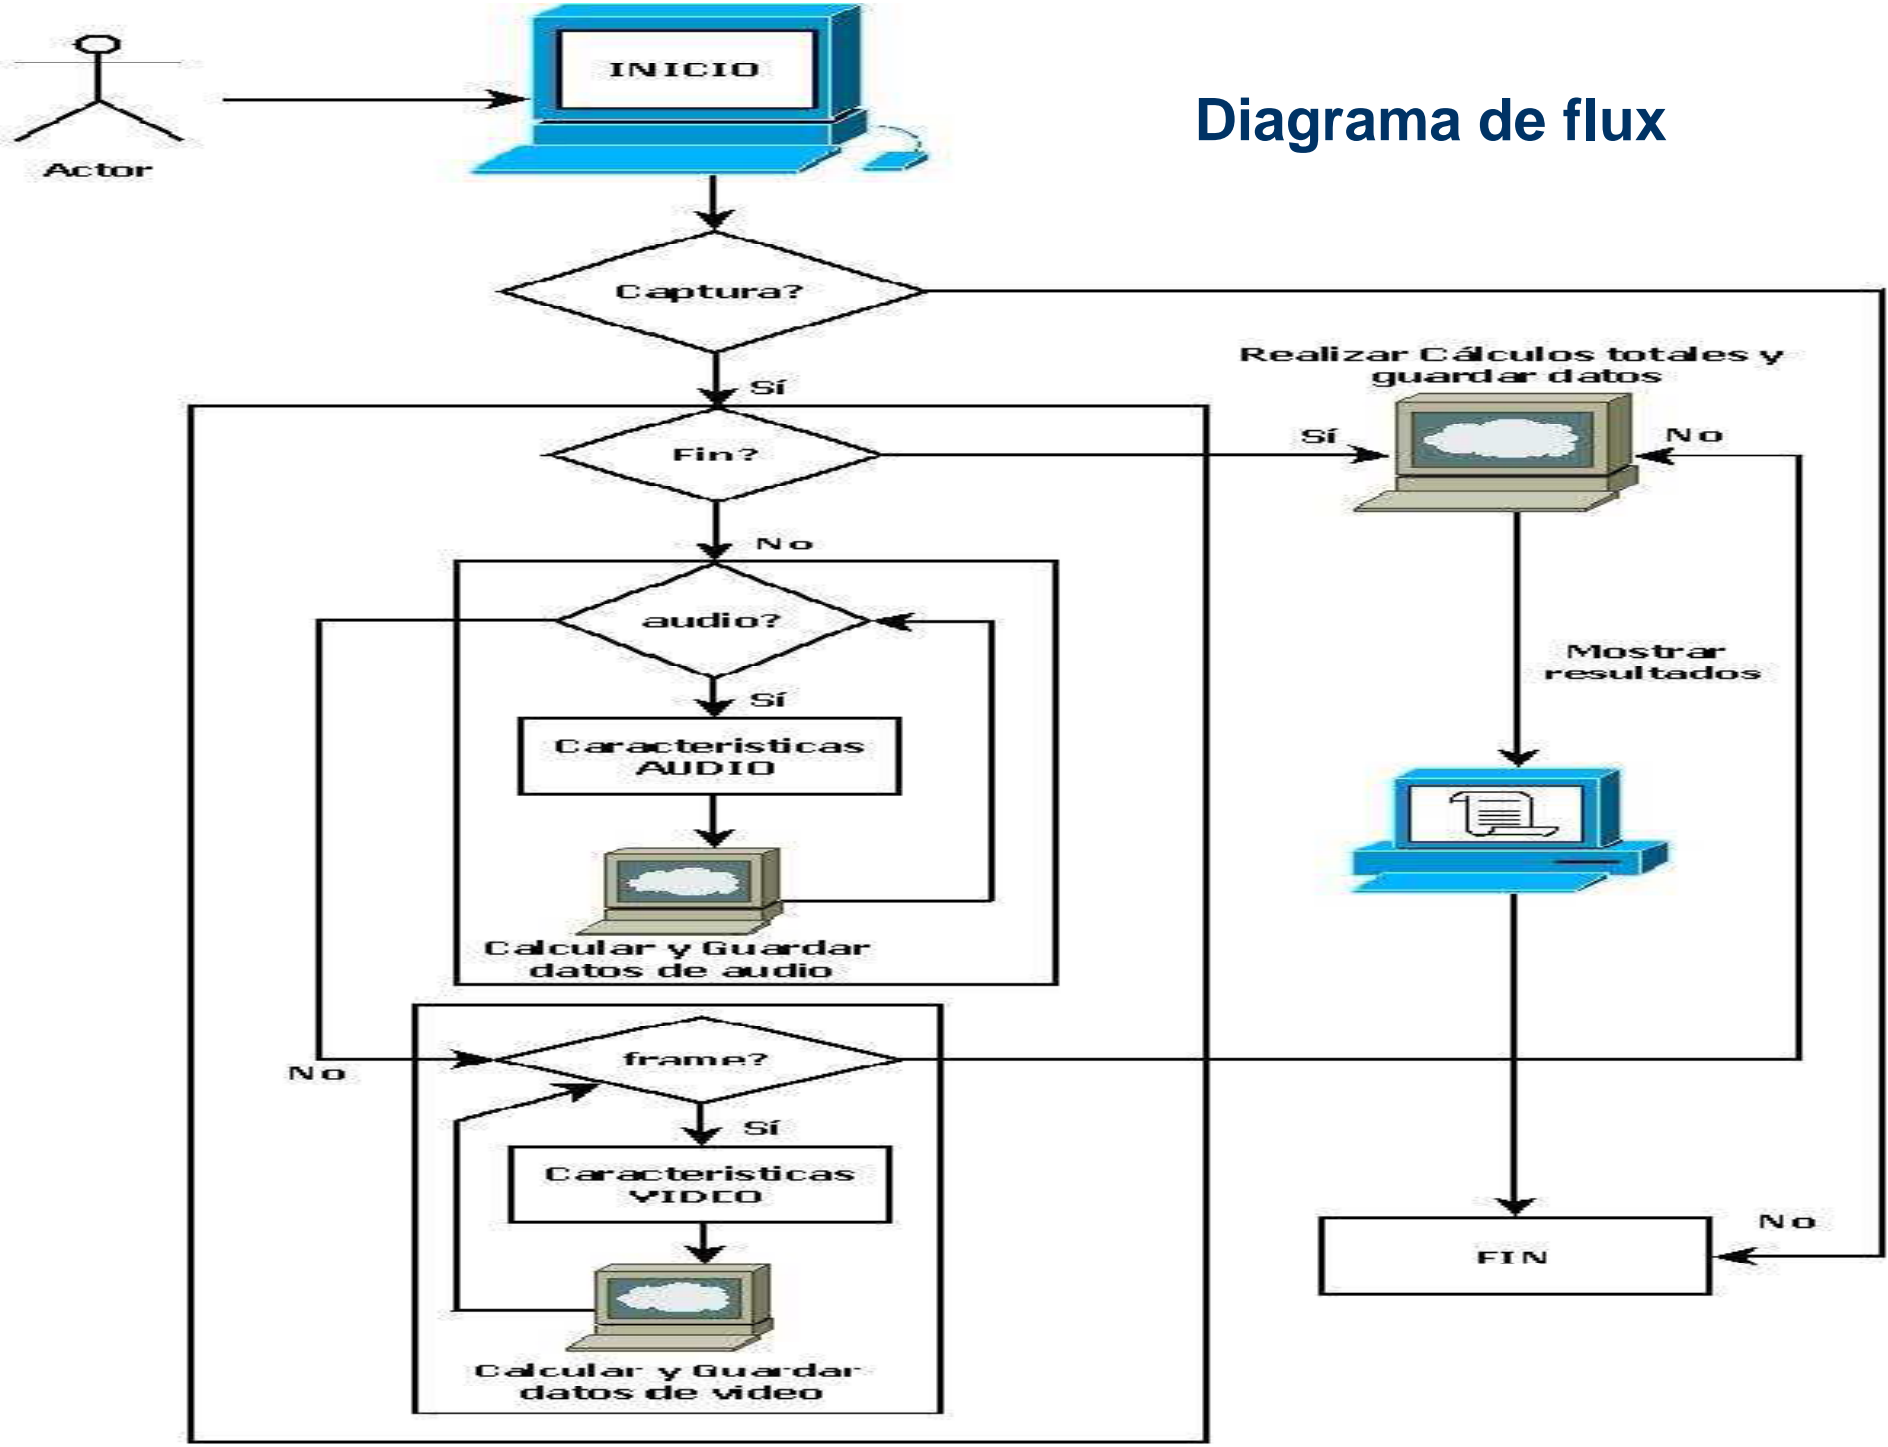 INICIO
Diagrama de flux
Actor
Captura?
Realizar Cálculos totales y
guardar datos
Sí
Fin?
Sí
No
No
audio?
Mostrar
resultados
Sí
Caracteristicas
AUDIO
Calcular y Guardar
datos de audio
frame?
No
Sí
Caracteristicas
VIDEO
No
FIN
Calcular y Guardar
datos de video